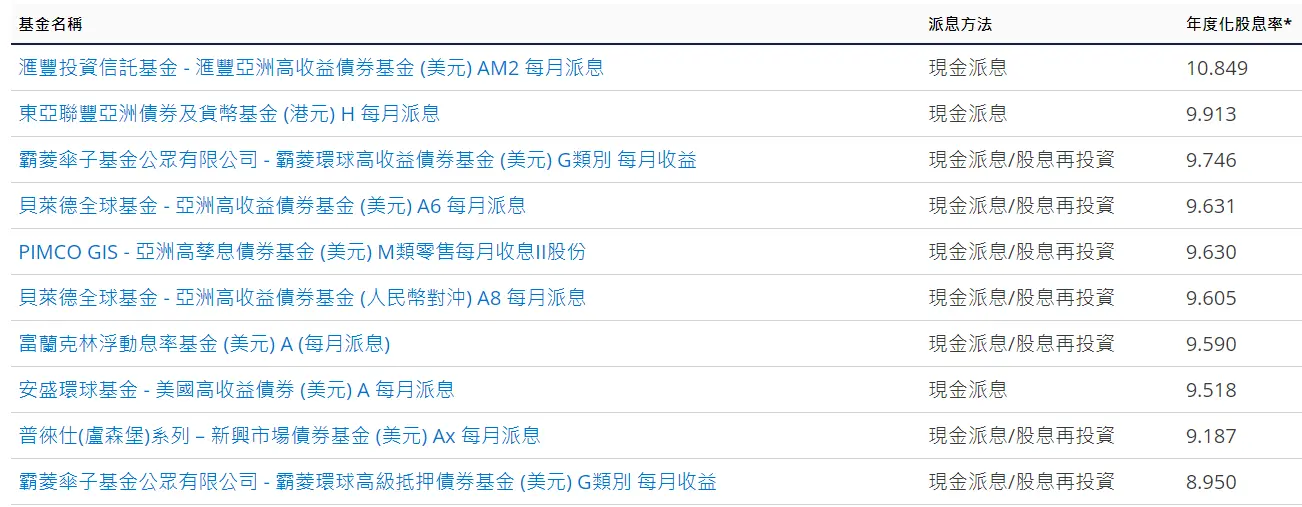 基金名稱 派息方法 年度化股息率*
滙豐投資信託基金 - 滙豐亞洲高收益債券基金 (美元) AM2 每月派息 現金派息 10.849
東亞聯豐亞洲債券及貨幣基金 (港元) H 每月派息 現金派息 9.913
霸菱傘子基金公眾有限公司 - 霸菱環球高收益債券基金 (美元) G類別 每月收益 現金派息/股息再投資 9.746
貝萊德全球基金 - 亞洲高收益債券基金 (美元) A6 每月派息 現金派息/股息再投資 9.631
PIMCO GIS - 亞洲高孳息債券基金 (美元) M類零售每月收息II股份 現金派息/股息再投資 9.630
貝萊德全球基金 - 亞洲高收益債券基金 (人民幣對沖) A8 每月派息 現金派息/股息再投資 9.605
富蘭克林浮動息率基金 (美元) A (每月派息) 現金派息/股息再投資 9.590
安盛環球基金 - 美國高收益債券 (美元) A 每月派息 現金派息 9.518
普徠仕(盧森堡)系列 – 新興市場債券基金 (美元) Ax 每月派息 現金派息/股息再投資 9.187
霸菱傘子基金公眾有限公司 - 霸菱環球高級抵押債券基金 (美元) G類別 每月收益 現金派息/股息再投資 8.950